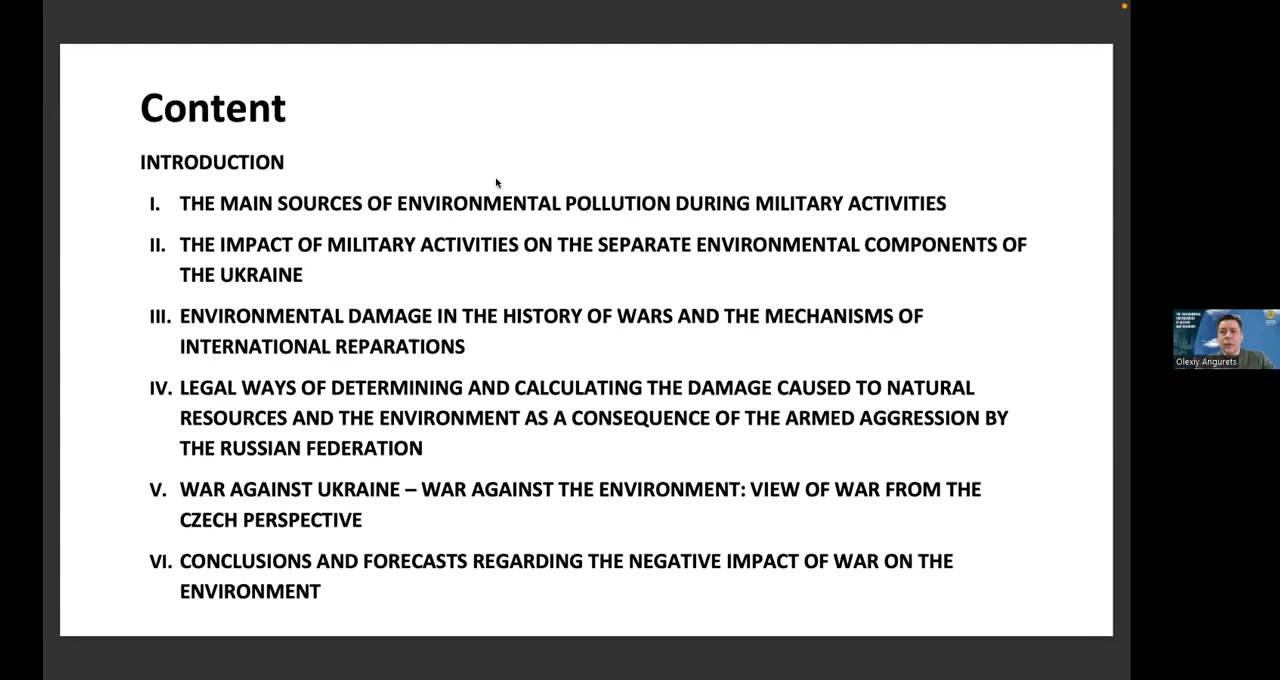 Content
INTRODUCTION
I. THE MAIN SOURCES OF ENVIRONMENTAL POLLUTION DURING MILITARY ACTIVITIES
II. THE IMPACT OF MILITARY ACTIVITIES ON THE SEPARATE ENVIRONMENTAL COMPONENTS OF
THE UKRAINE
III. ENVIRONMENTAL DAMAGE IN THE HISTORY OF WARS AND THE MECHANISMS OF
INTERNATIONAL REPARATIONS
IV. LEGAL WAYS OF DETERMINING AND CALCULATING THE DAMAGE CAUSED TO NATURAL
RESOURCES AND THE ENVIRONMENT AS A CONSEQUENCE OF THE ARMED AGGRESSION BY
THE RUSSIAN FEDERATION
V. WAR AGAINST UKRAINE – WAR AGAINST THE ENVIRONMENT: VIEW OF WAR FROM THE
CZECH PERSPECTIVE
VI. CONCLUSIONS AND FORECASTS REGARDING THE NEGATIVE IMPACT OF WAR ON THE
ENVIRONMENT
Olexiy Angurets